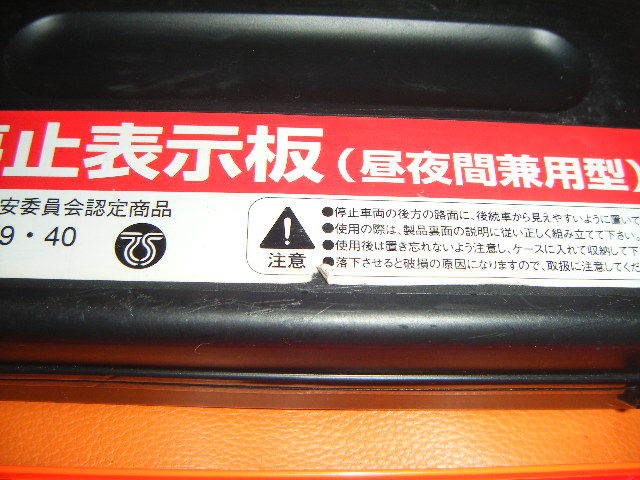 停止表示板(昼夜間兼用型)
安委員会認定商品
9・40
注意
●停止車両の後方の路面に、後続車から見えやすいように置いて
●使用の際は、製品裏面の説明に従い正しく組み立てて下さい。
●使用後は置き忘れないよう注意し、ケースに入れて収納して下
●落下させると破損の原因になりますので、取扱に注意してくだ